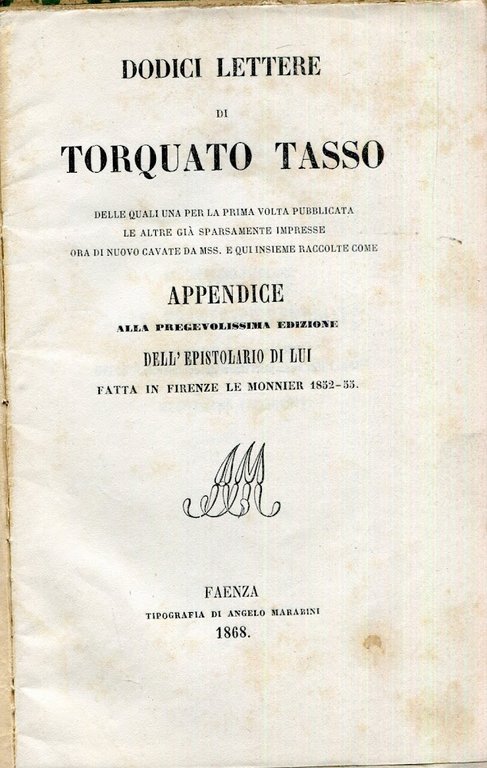 DODICI LETTERE
DI
TORQUATO TASSO
DELLE QUALI UNA PER LA PRIMA VOLTA PUBBLICATA
LE ALTRE GIÀ SPARSAMENTE IMPRESSE
ORA DI NUOVO CAVATE DA MSS. E QUI INSIEME RACCOLTE COME
APPENDICE
ALLA PREGEVOLISSIMA EDIZIONE
DELL'EPISTOLARIO DI LUI
FATTA IN FIRENZE LE MONNIER 1852-55.
AM
FAENZA
TIPOGRAFIA DI ANGELO MARABINI
1868.